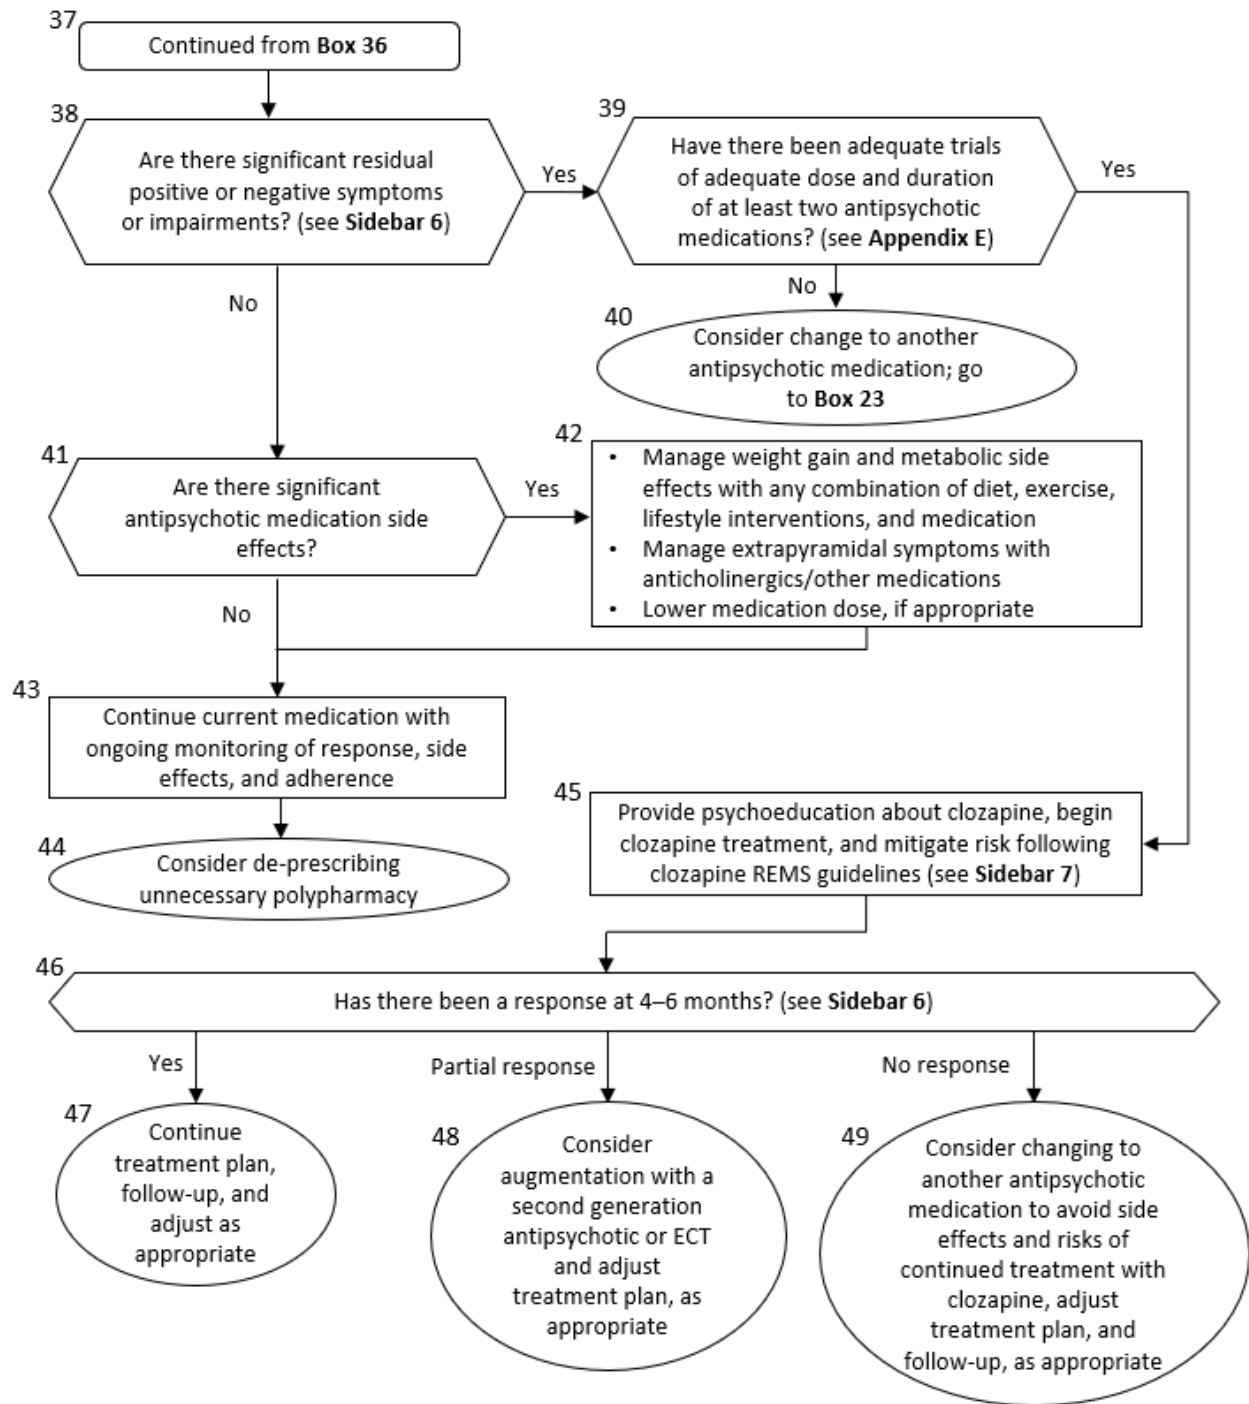 37
Continued from Box 36
38
Are there significant residual
positive or negative symptoms
or impairments? (see Sidebar 6)
Yes
39
Have there been adequate trials
of adequate dose and duration
of at least two antipsychotic
medications? (see Appendix E)
Yes
No
No
40
Consider change to another
antipsychotic medication; go
to Box 23
41
Are there significant
antipsychotic medication side
effects?
Yes
42
• Manage weight gain and metabolic side
effects with any combination of diet, exercise,
lifestyle interventions, and medication
• Manage extrapyramidal symptoms with
anticholinergics/other medications
• Lower medication dose, if appropriate
No
43
Continue current medication with
ongoing monitoring of response, side
effects, and adherence
44
Consider de-prescribing
unnecessary polypharmacy
45
Provide psychoeducation about clozapine, begin
clozapine treatment, and mitigate risk following
clozapine REMS guidelines (see Sidebar 7)
46
Has there been a response at 4–6 months? (see Sidebar 6)
Yes
Partial response
No response
47
Continue
treatment plan,
follow-up, and
adjust as
appropriate
48
Consider
augmentation with a
second generation
antipsychotic or ECT
and adjust
treatment plan, as
appropriate
49
Consider changing to
another antipsychotic
medication to avoid side
effects and risks of
continued treatment with
clozapine, adjust
treatment plan, and
follow-up, as appropriate